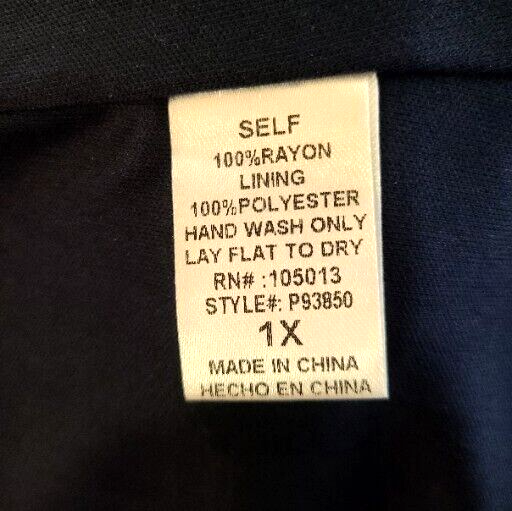 SELF
100%RAYON
LINING
100%POLYESTER
HAND WASH ONLY
LAY FLAT TO DRY
RN# :105013
STYLE#: P93850
1X
MADE IN CHINA
HECHO EN CHINA